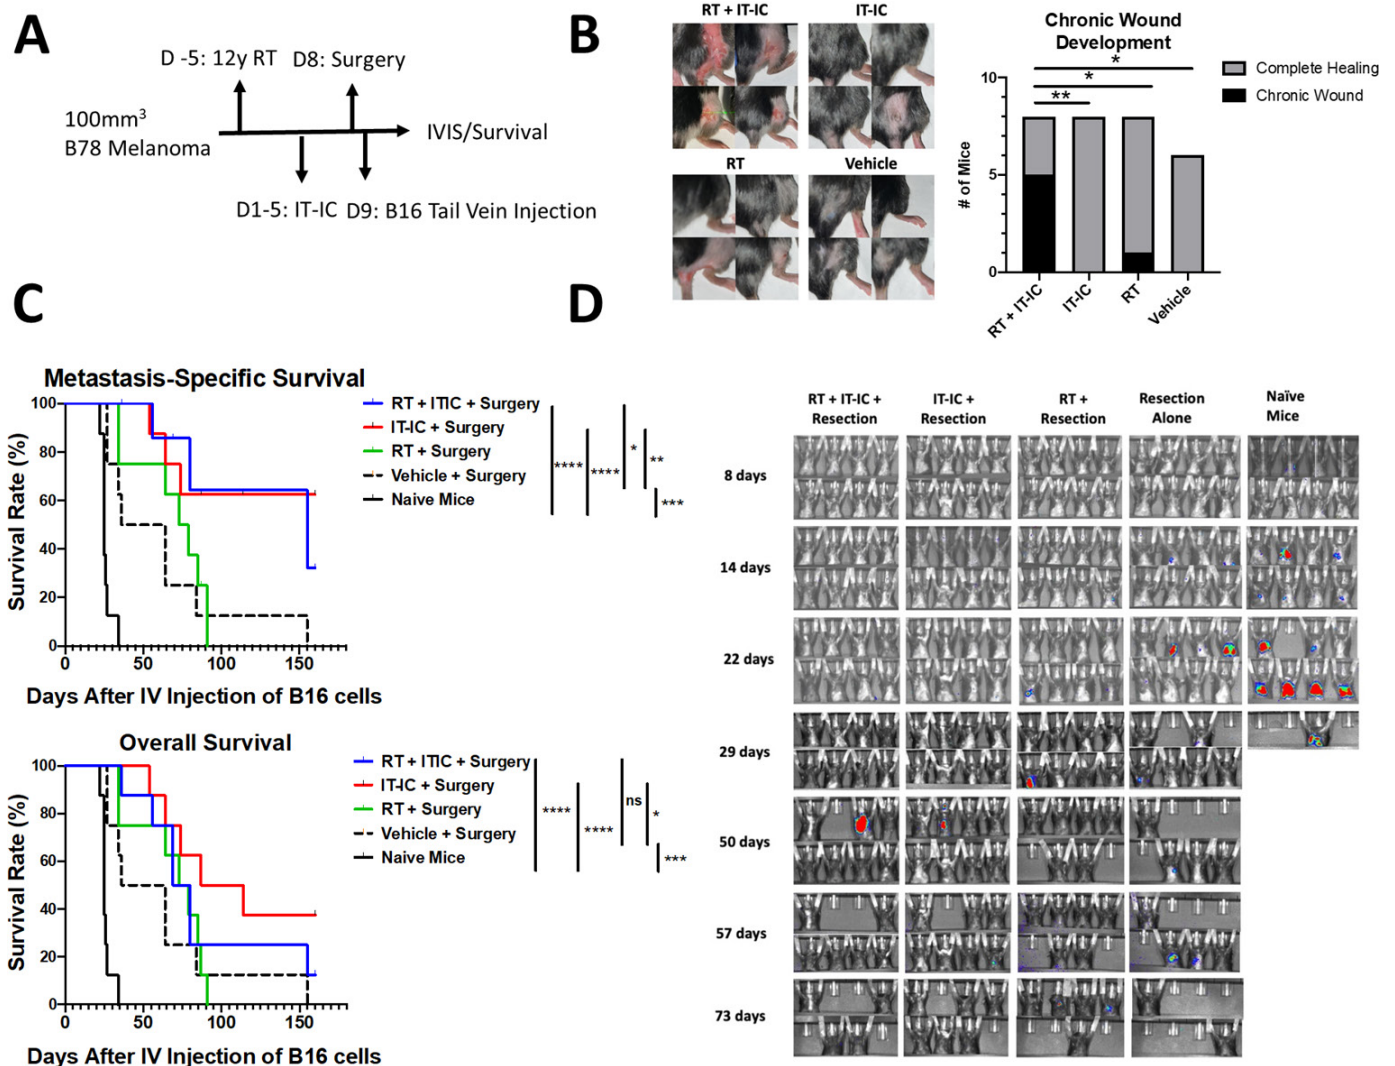 A
D -5: 12y RT
D8: Surgery
100mm³
B78 Melanoma
IVIS/Survival
D1-5: IT-IC
D9: B16 Tail Vein Injection
B
RT + IT-IC
IT-IC
RT
Vehicle
Chronic Wound
Development
# of Mice
10
5
0
*
*
**
RT + IT-IC
IT-IC
RT
Vehicle
Complete Healing
Chronic Wound
C
Metastasis-Specific Survival
Survival Rate (%)
100
80
60
40
20
0
0
50
100
150
Days After IV Injection of B16 cells
RT + ITIC + Surgery
IT-IC + Surgery
RT + Surgery
Vehicle + Surgery
Naive Mice
****
****
*
**
***
Overall Survival
Survival Rate (%)
100
80
60
40
20
0
0
50
100
150
Days After IV Injection of B16 cells
RT + ITIC + Surgery
IT-IC + Surgery
RT + Surgery
Vehicle + Surgery
Naive Mice
****
****
ns
*
***
D
RT + IT-IC +
Resection
IT-IC +
Resection
RT +
Resection
Resection
Alone
Naïve
Mice
8 days
14 days
22 days
29 days
50 days
57 days
73 days